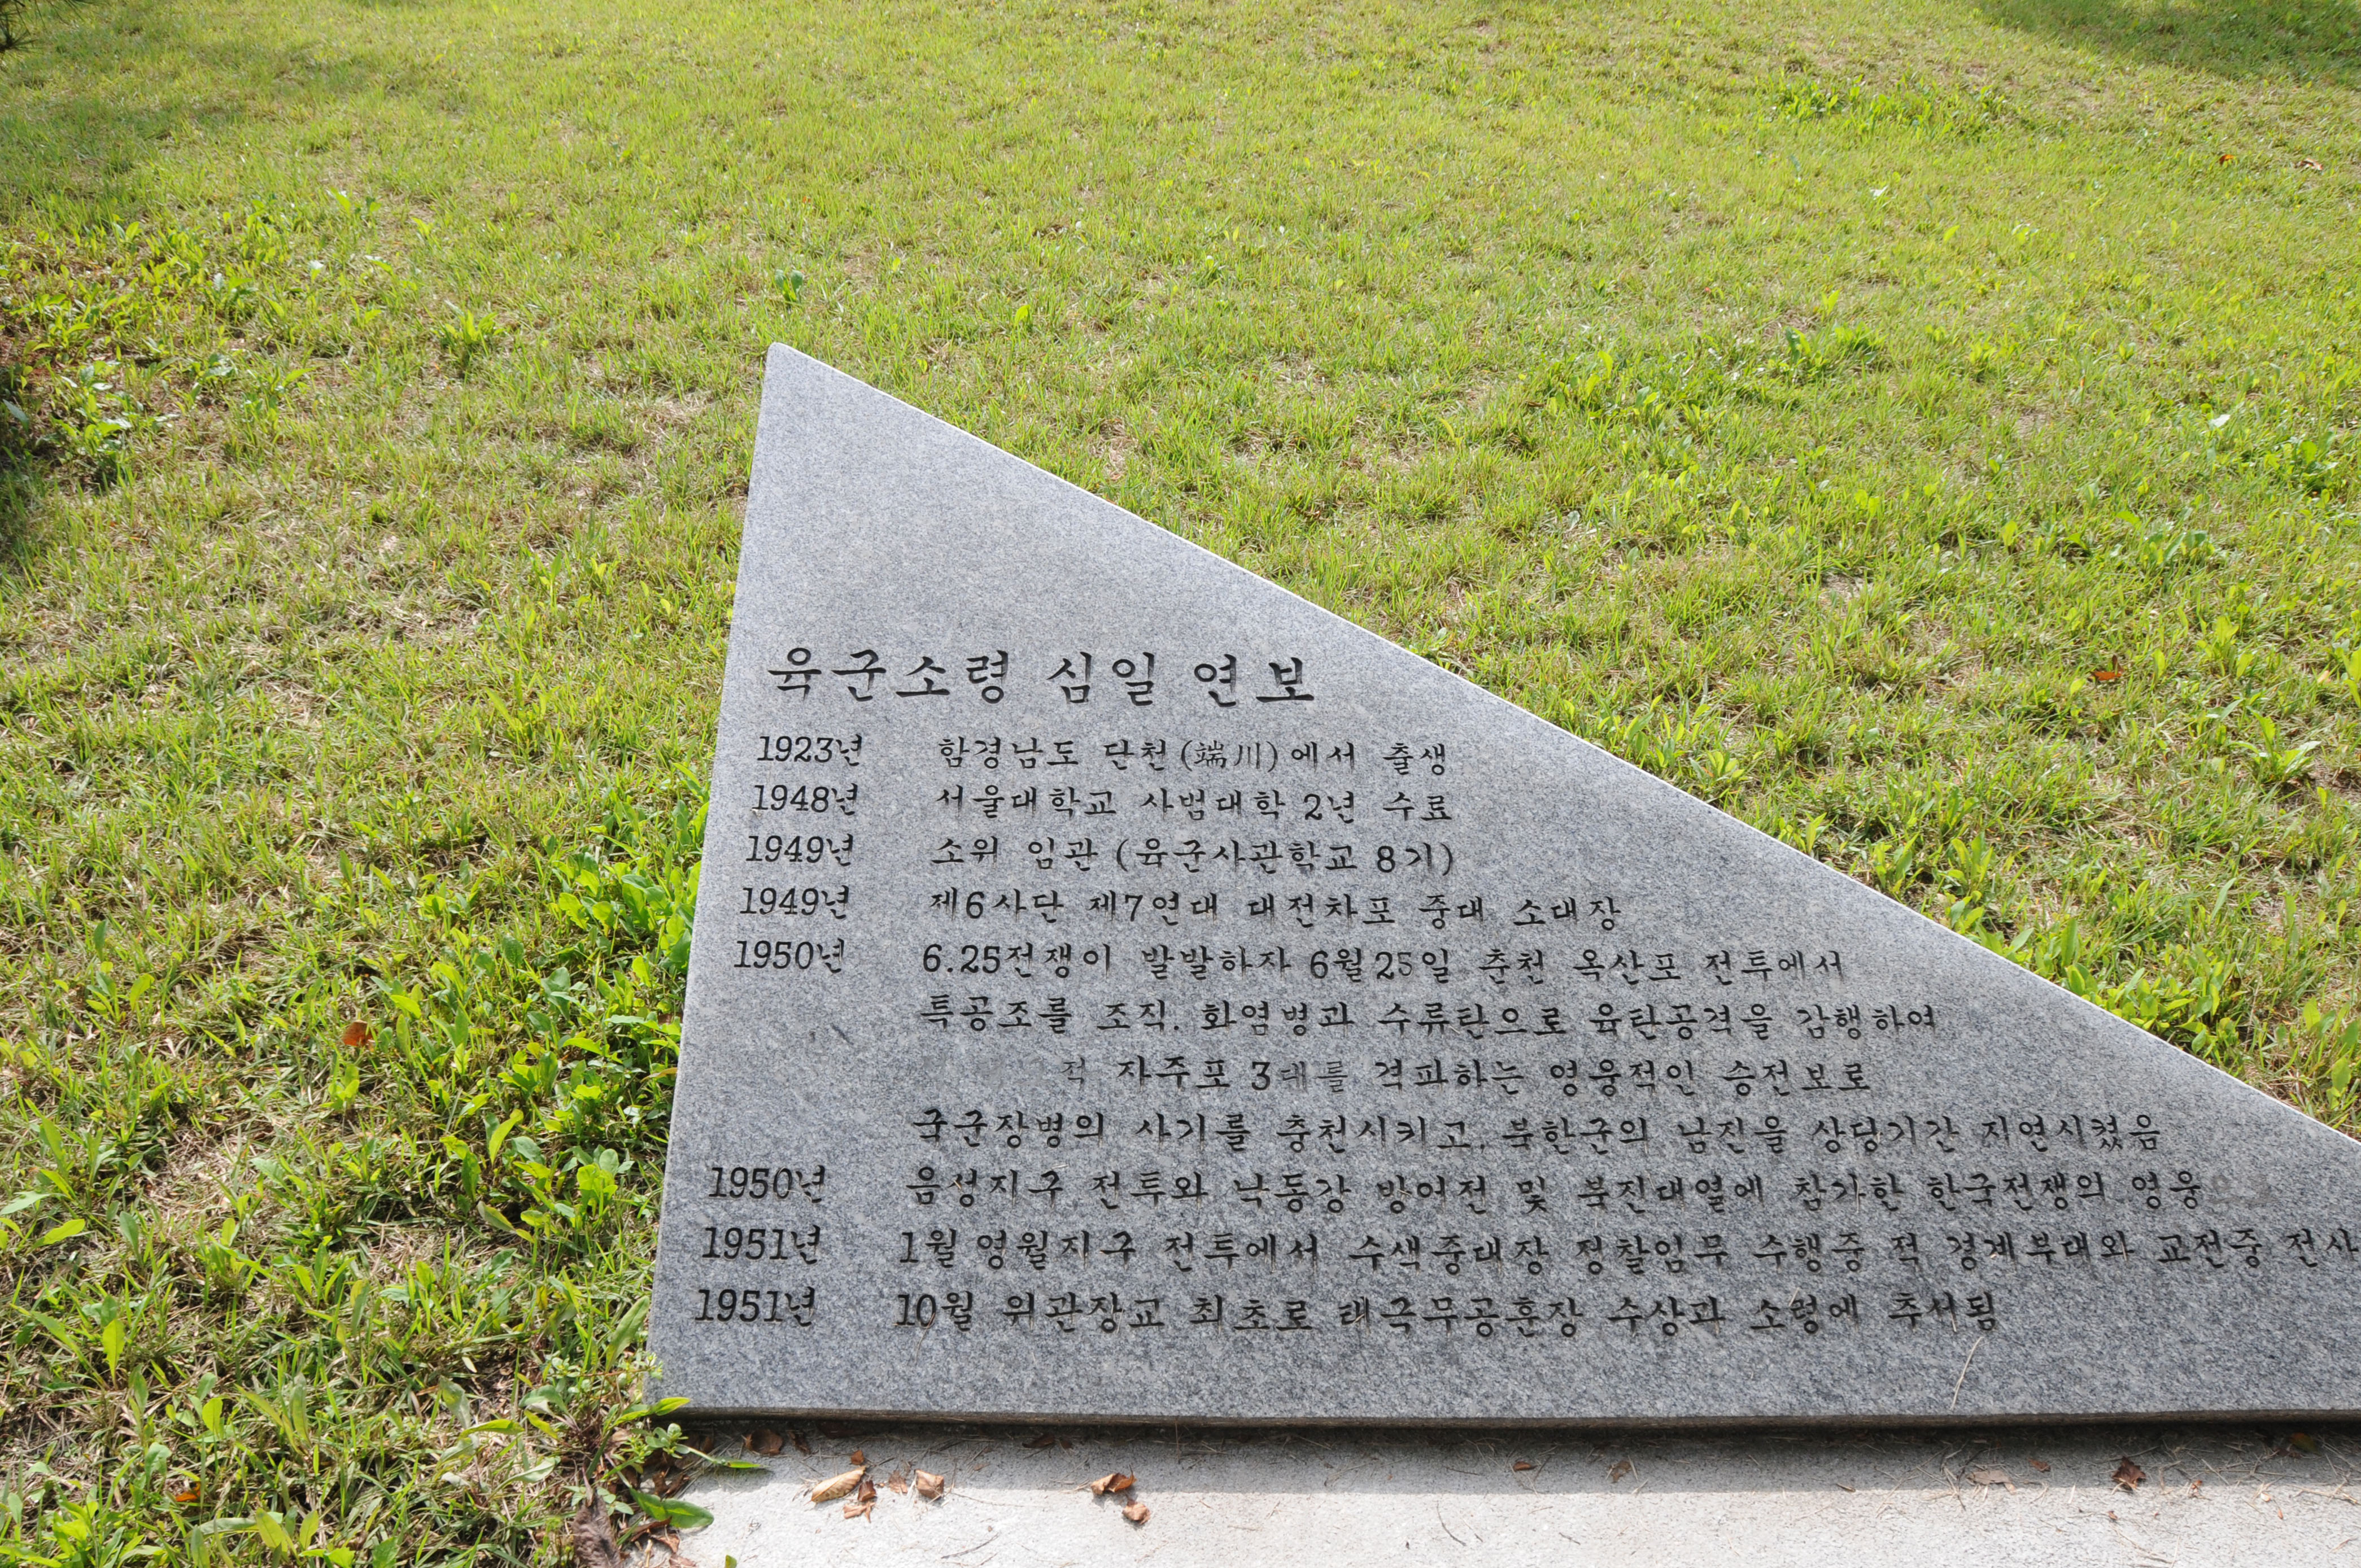 육군소령 심일 연보
1923년 함경남도 단천(端川)에서 출생
1948년 서울대학교 사범대학 2년 수료
1949년 소위 임관 (육군사관학교 8기)
1949년 제6사단 제7연대 대전차포 중대 소대장
1950년 6.25전쟁이 발발하자 6월25일 춘천 옥산포 전투에서
특공조를 조직. 화염병과 수류탄으로 육탄공격을 감행하여
적 자주포 3대를 격파하는 영웅적인 승전보로
국군장병의 사기를 충천시키고, 북한군의 남진을 상당기간 지연시켰음
1950년 음성지구 전투와 낙동강 방어전 및 북진대열에 참가한 한국전쟁의 영웅
1951년 1월 영월지구 전투에서 수색중대장 정찰임무 수행중 적 경계부대와 교전중 전사
1951년 10월 위관장교 최초로 태극무공훈장 수상과 소령에 추서됨